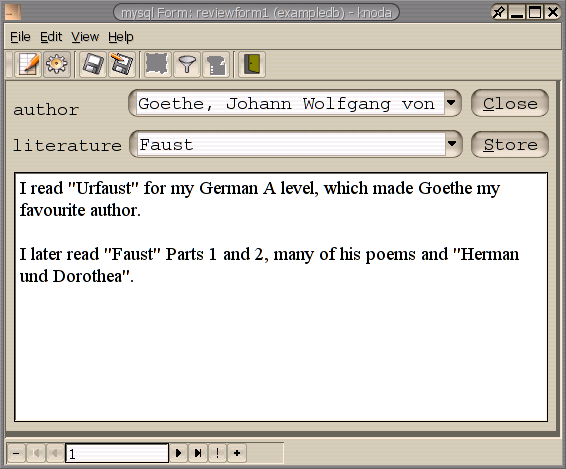 mysql Form: reviewform1 (exampledb) - knoda
File Edit View Help
author Goethe, Johann Wolfgang von Close
literature Faust Store
I read "Urfaust" for my German A level, which made Goethe my
favourite author.
I later read "Faust" Parts 1 and 2, many of his poems and "Herman
und Dorothea".
1